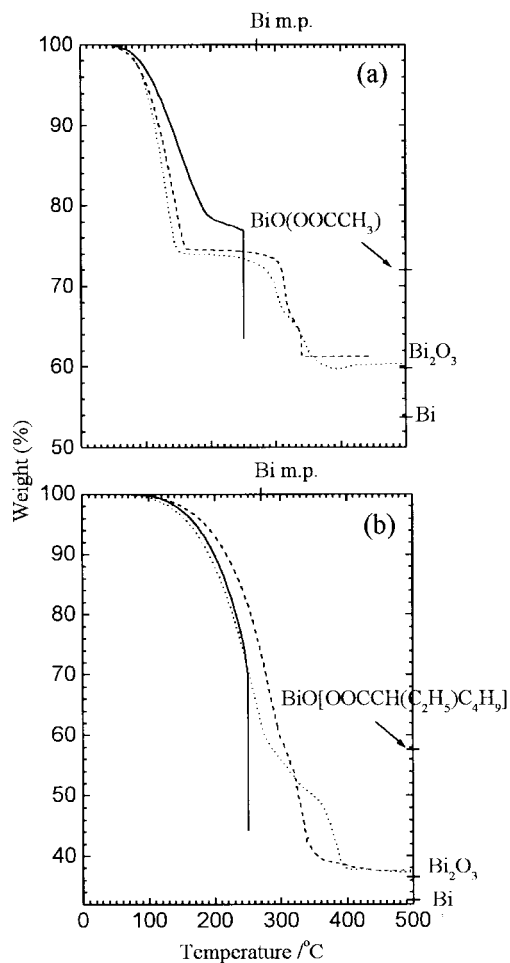 Bi m.p.
100
(a)
90
80
BiO(OOCCH₃)
70
Bi₂O₃
60
Bi
50
Weight (%)
Bi m.p.
100
(b)
90
80
70
BiO[OOCCH(C₂H₅)C₄H₉]
60
50
40
Bi₂O₃
Bi
0 100 200 300 400 500
Temperature /°C